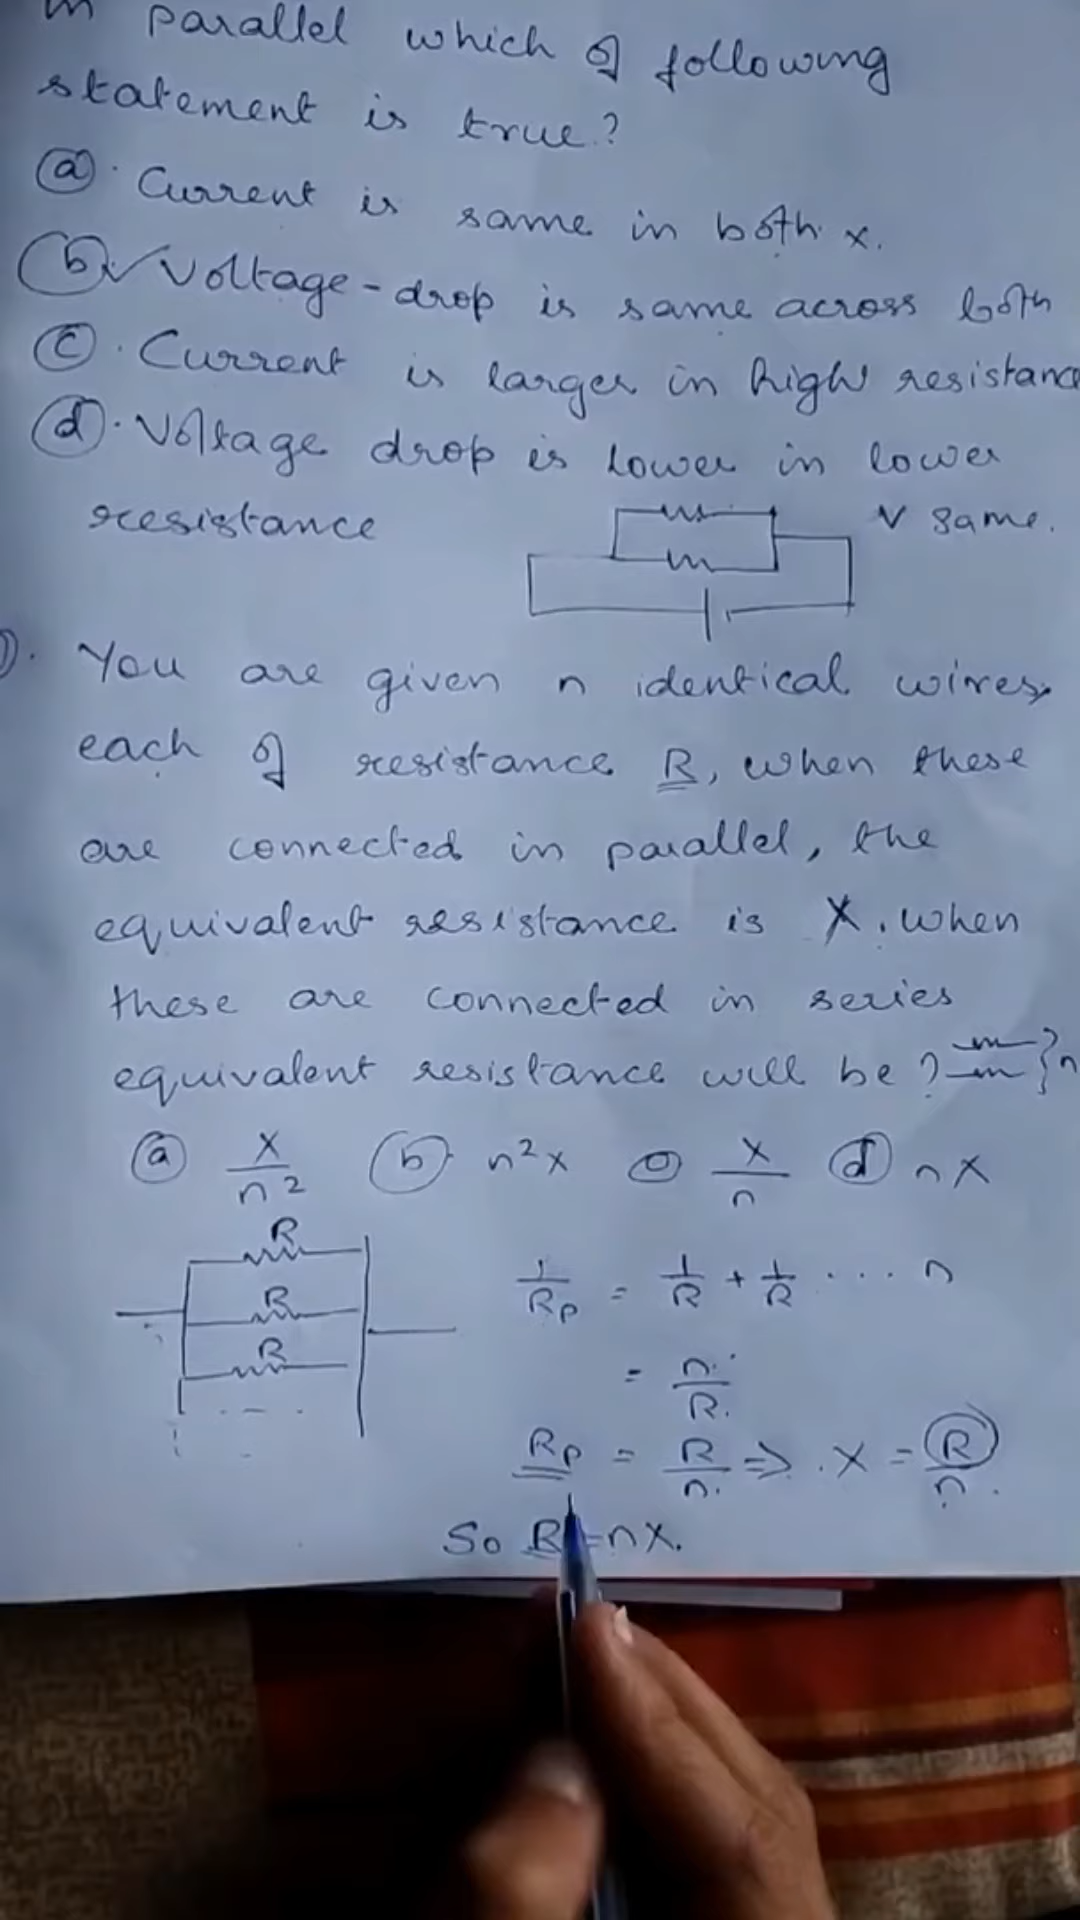 in parallel which of following
statement is true?
(a). Current is same in both x.
(b).✓ Voltage-drop is same across both
(c). Current is larger in high resistance
(d). Voltage drop is lower in lower
resistance
V same.
). You are given n identical wires,
each of resistance R, when these
are connected in parallel, the
equivalent resistance is X. when
these are connected in series
equivalent resistance will be? } n
(a) X/n² (b) n²x (c) X/n (d) nX
R
R
R
1/Rp = 1/R + 1/R .... n
= n/R.
Rp = R/n. ⇒ .X = R/n.
So R = nX.